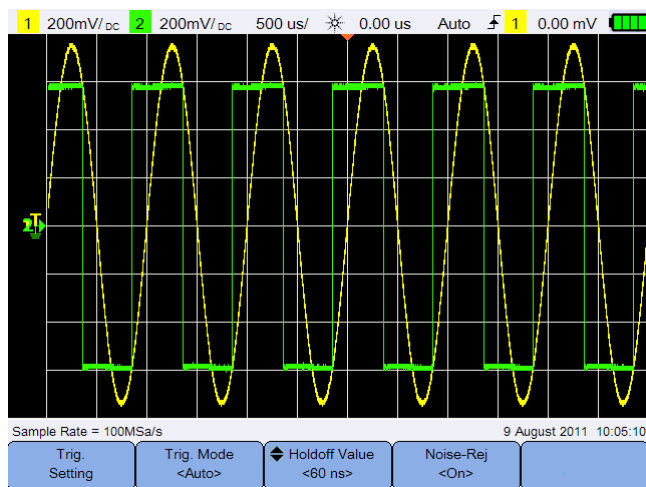 1 200mV/ DC 2 200mV/ DC 500 us/ 0.00 us Auto 1 0.00 mV
T
2
Sample Rate = 100MSa/s 9 August 2011 10:05:10
Trig. Setting
Trig. Mode <Auto>
Holdoff Value <60 ns>
Noise-Rej <On>